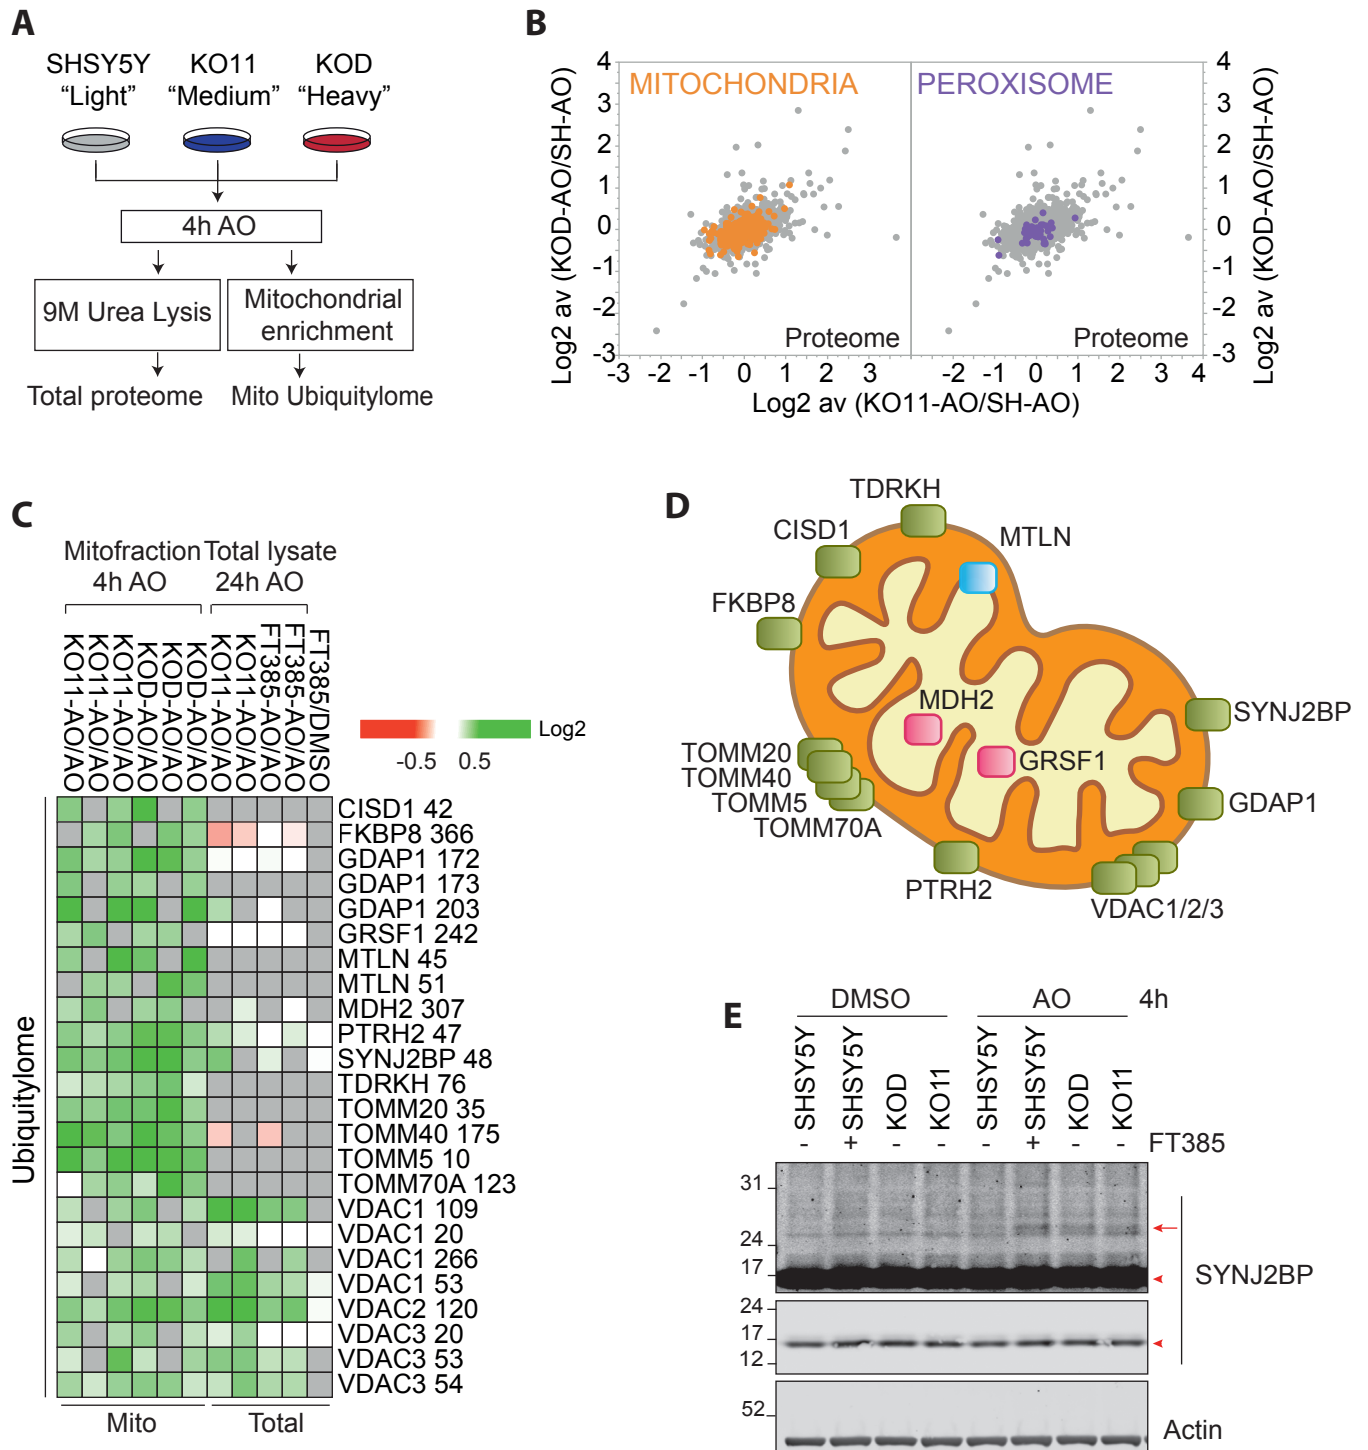 A
SHSY5Y
"Light"
KO11
"Medium"
KOD
"Heavy"
4h AO
9M Urea Lysis
Mitochondrial
enrichment
Total proteome
Mito Ubiquitylome
B
MITOCHONDRIA
PEROXISOME
Proteome
Proteome
Log2 av (KOD-AO/SH-AO)
4
3
2
1
0
-1
-2
-3
4
3
2
1
0
-1
-2
-3
Log2 av (KOD-AO/SH-AO)
-3 -2 -1 0 1 2 3
-3 -2 -1 0 1 2 3 4
Log2 av (KO11-AO/SH-AO)
C
Mitofraction
4h AO
Total lysate
24h AO
KO11-AO/AO
KO11-AO/AO
KO11-AO/AO
KOD-AO/AO
KOD-AO/AO
KOD-AO/AO
KO11-AO/AO
KO11-AO/AO
FT385-AO/AO
FT385-AO/AO
FT385/DMSO
Log2
-0.5 0.5
Ubiquitylome
CISD1 42
FKBP8 366
GDAP1 172
GDAP1 173
GDAP1 203
GRSF1 242
MTLN 45
MTLN 51
MDH2 307
PTRH2 47
SYNJ2BP 48
TDRKH 76
TOMM20 35
TOMM40 175
TOMM5 10
TOMM70A 123
VDAC1 109
VDAC1 20
VDAC1 266
VDAC1 53
VDAC2 120
VDAC3 20
VDAC3 53
VDAC3 54
Mito
Total
D
TDRKH
CISD1
MTLN
FKBP8
MDH2
SYNJ2BP
GRSF1
TOMM20
TOMM40
TOMM5
TOMM70A
GDAP1
PTRH2
VDAC1/2/3
E
DMSO
AO
4h
SHSY5Y
SHSY5Y
KOD
KO11
SHSY5Y
SHSY5Y
KOD
KO11
- + - - - + - - FT385
31
24
17
SYNJ2BP
24
17
12
52
Actin